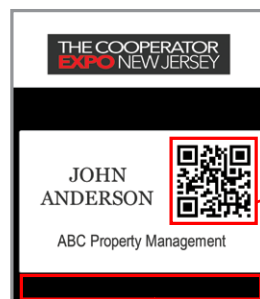 THE COOPERATOR
EXPO NEW JERSEY
JOHN
ANDERSON
ABC Property Management